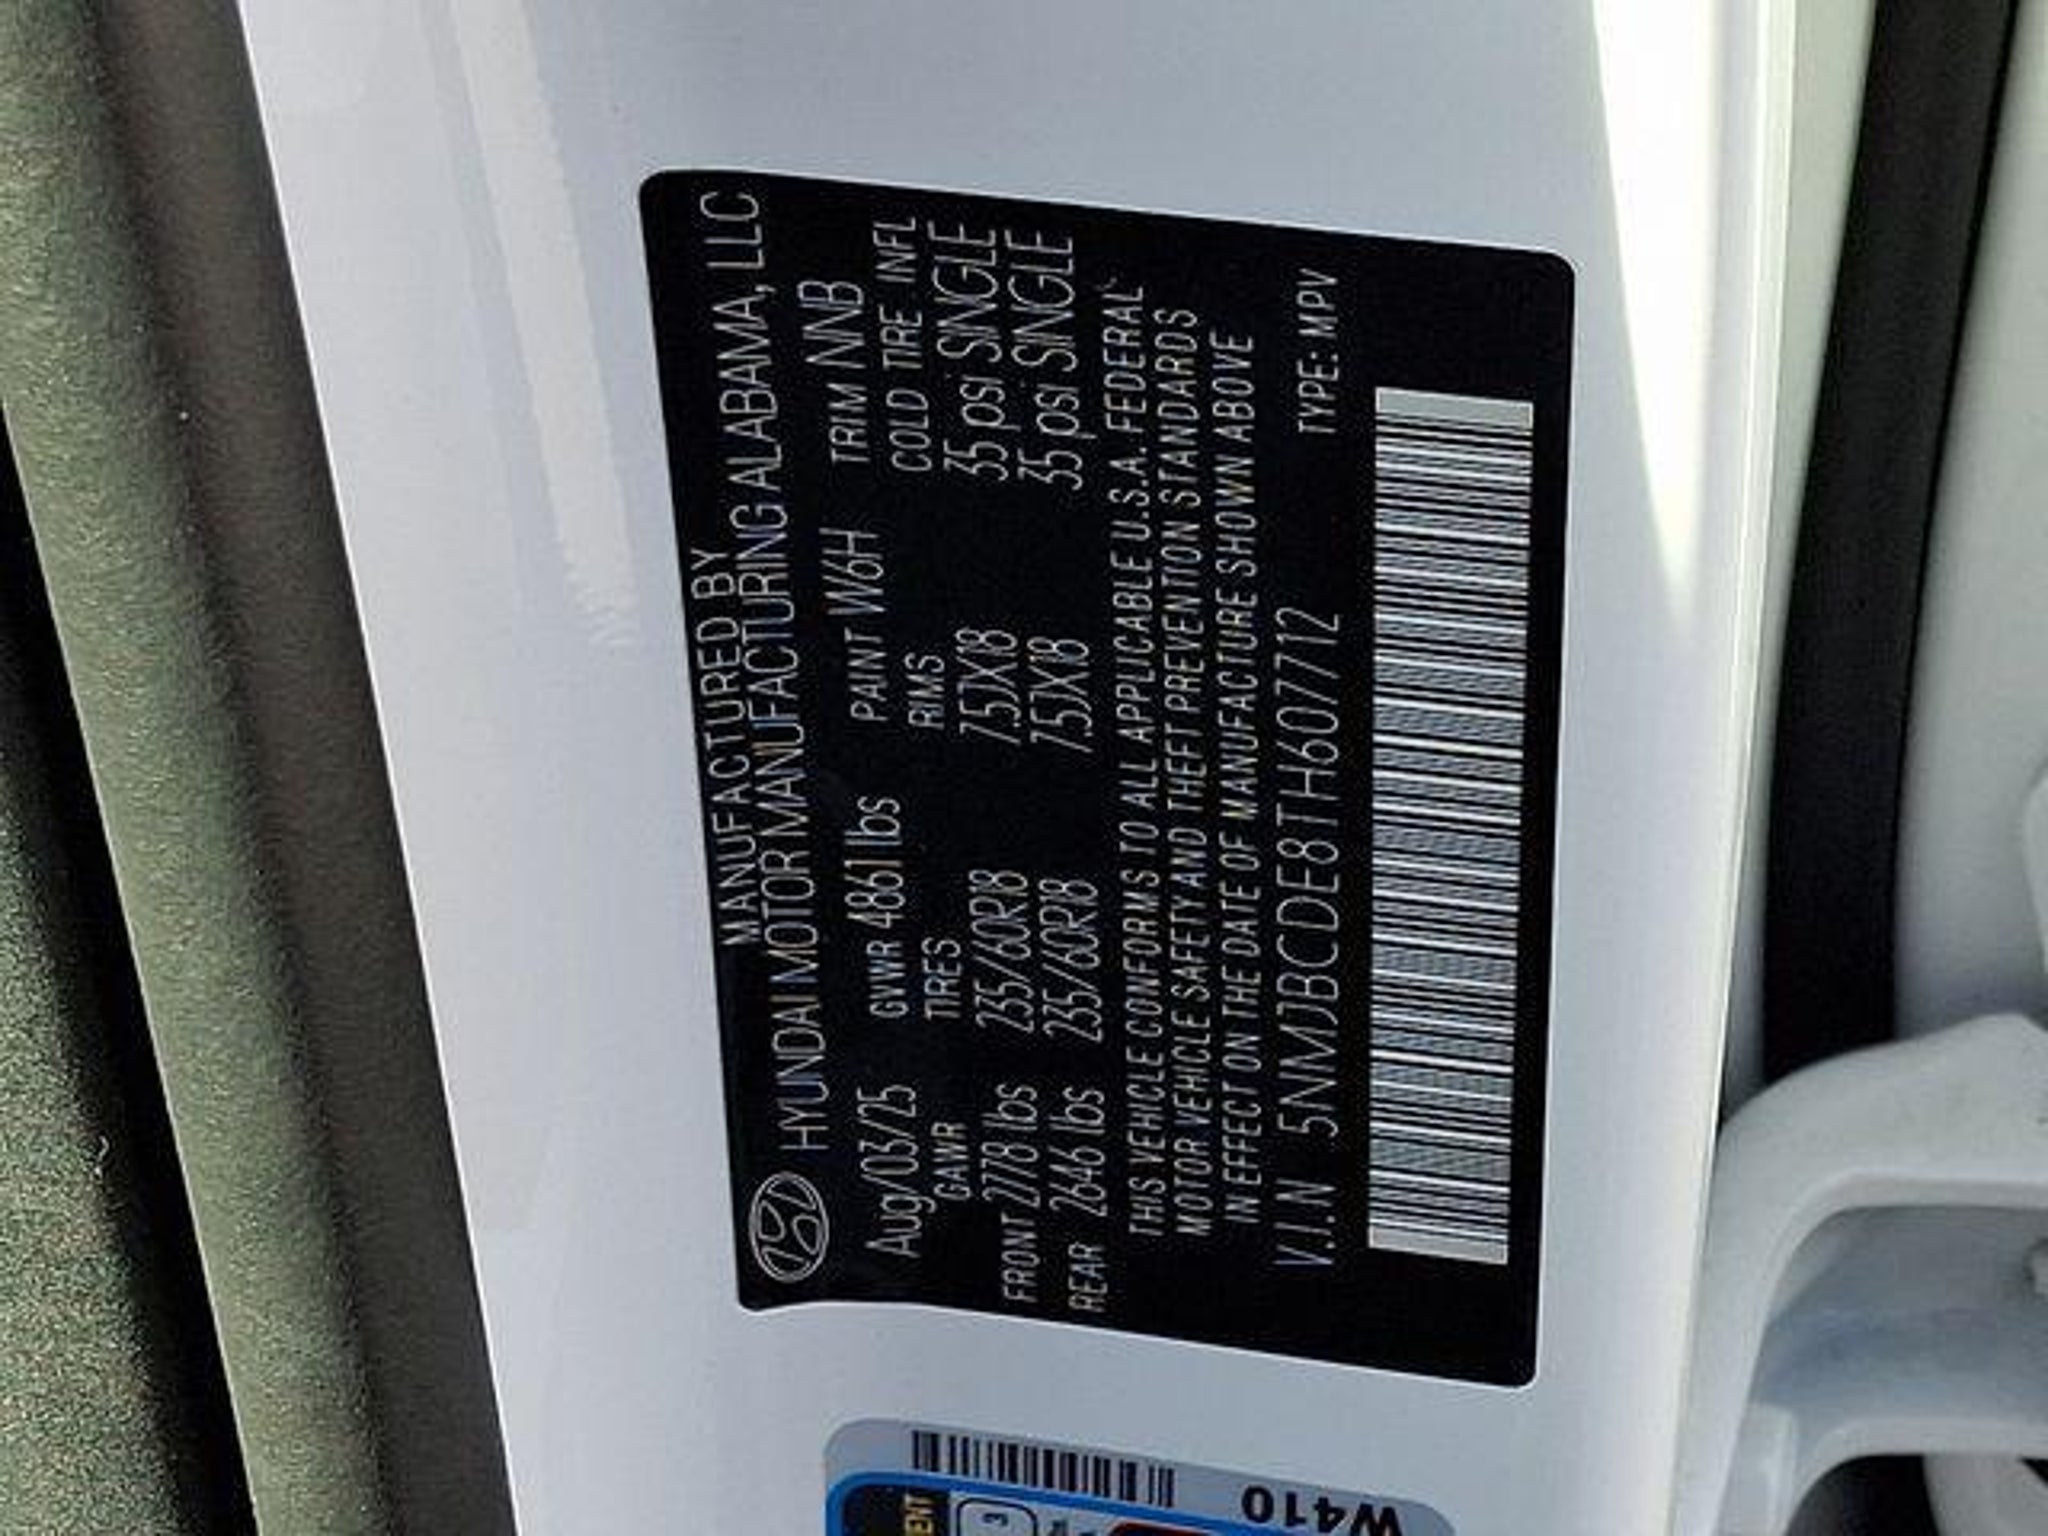 MANUFACTURED BY
HYUNDAI MOTOR MANUFACTURING ALABAMA, LLC
Aug/03/25 GVWR 4861 lbs PAINT W6H TRIM NNB
GAWR TIRES RIMS COLD TIRE INFL
FRONT 2778 lbs 235/60R18 7.5JX18 35 psi SINGLE
REAR 2646 lbs 235/60R18 7.5JX18 35 psi SINGLE
THIS VEHICLE CONFORMS TO ALL APPLICABLE U.S.A. FEDERAL
MOTOR VEHICLE SAFETY AND THEFT PREVENTION STANDARDS
IN EFFECT ON THE DATE OF MANUFACTURE SHOWN ABOVE
V.I.N 5NMJBCDE8TH607712 TYPE: MPV
W410
3